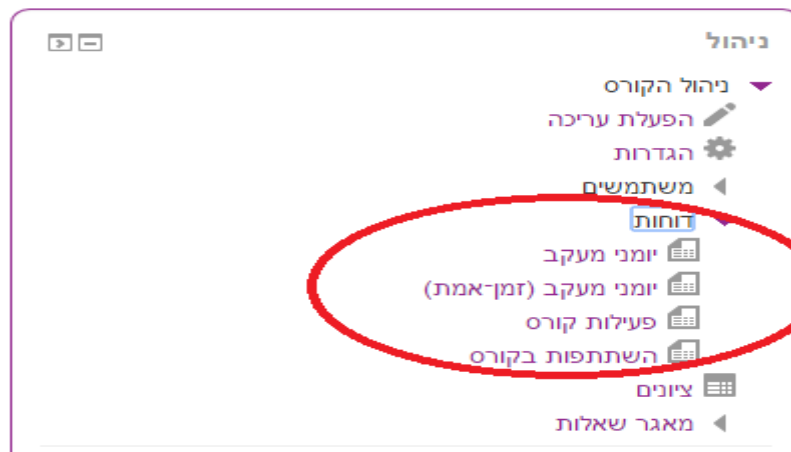 ניהול
ניהול הקורס
הפעלת עריכה
הגדרות
משתמשים
דוחות
יומני מעקב
יומני מעקב (זמן־אמת)
פעילות קורס
השתתפות בקורס
ציונים
מאגר שאלות